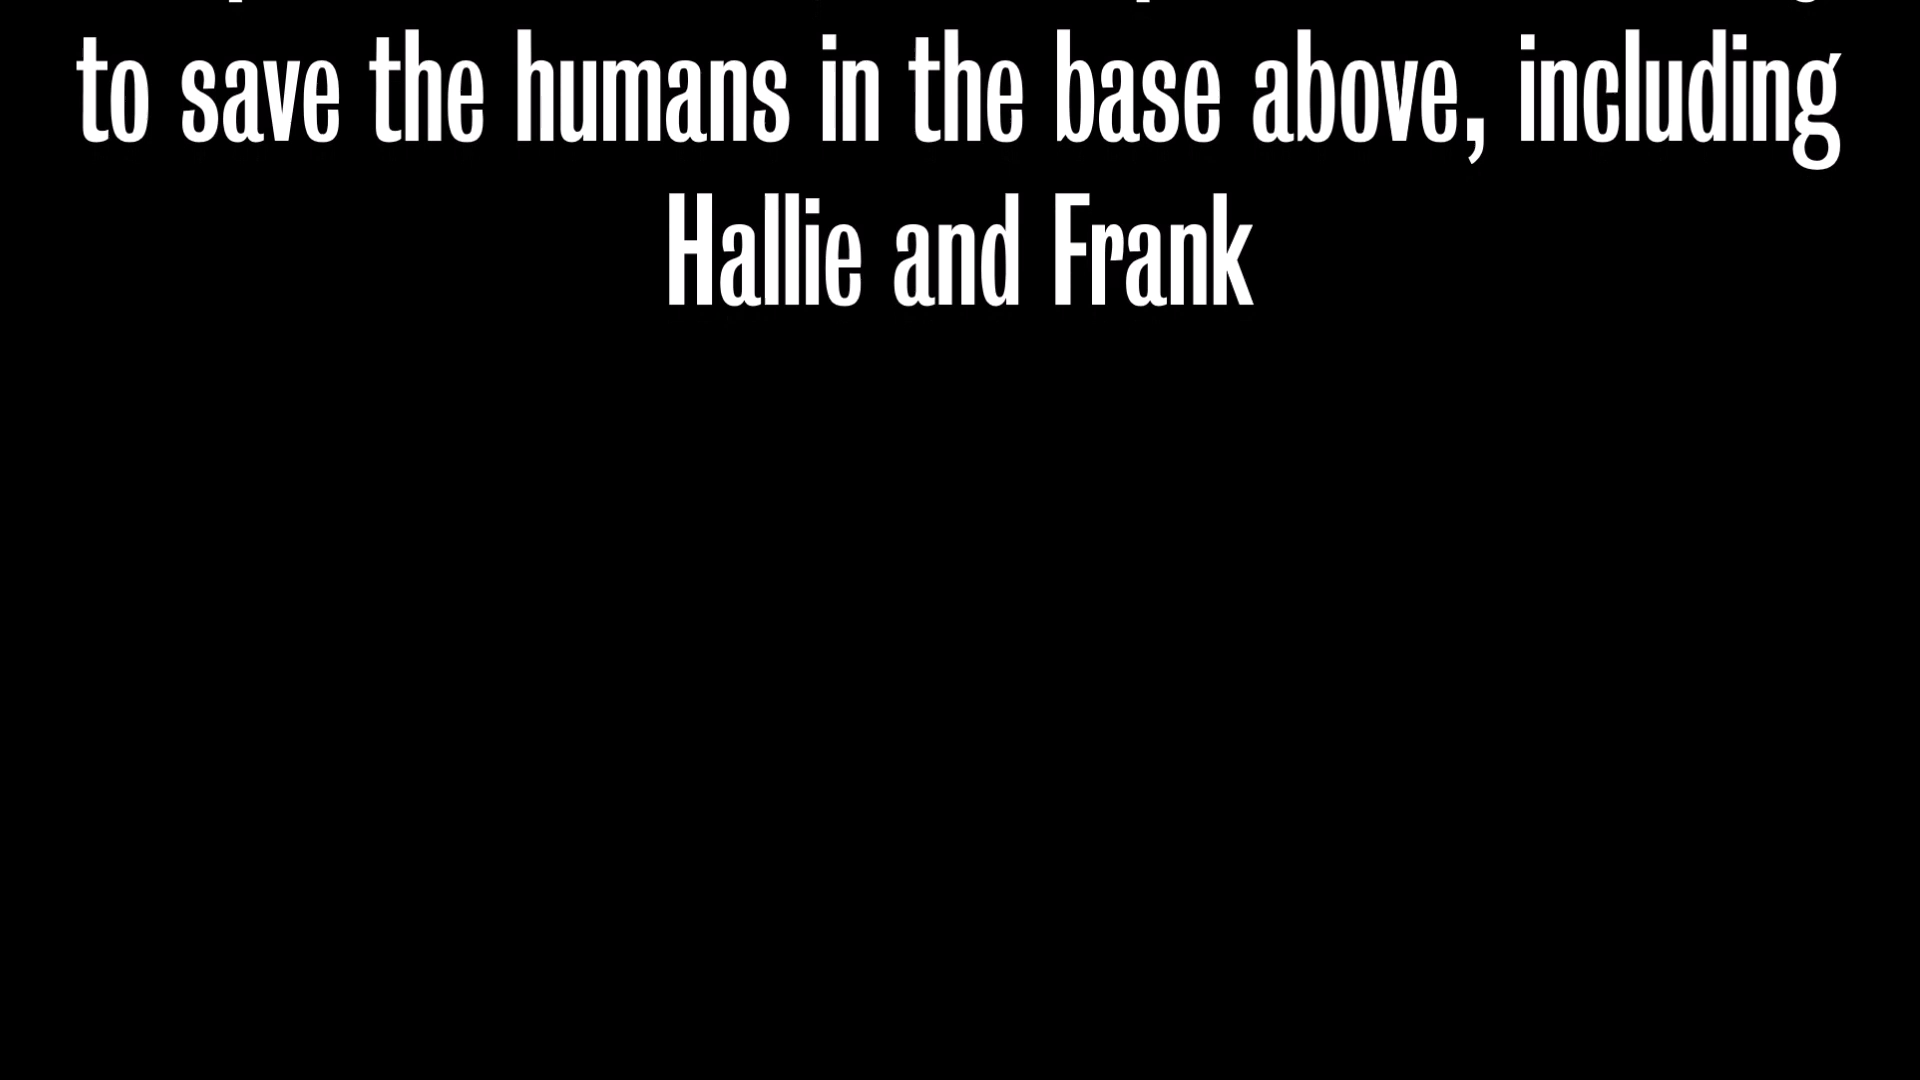 to save the humans in the base above, including
Hallie and Frank